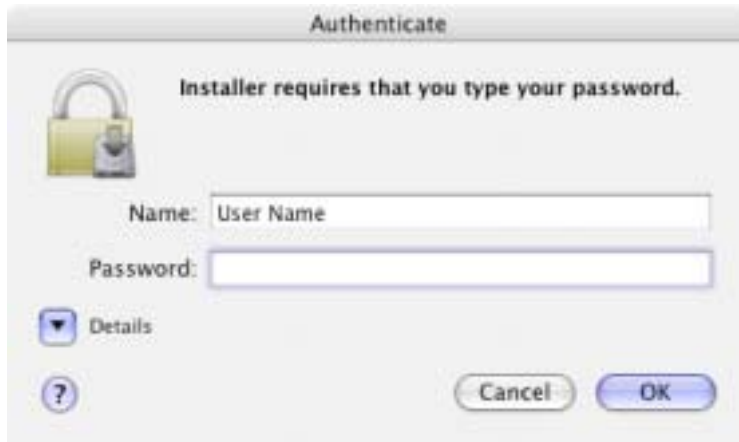 Authenticate
Installer requires that you type your password.
Name: User Name
Password:
Details
?
Cancel OK